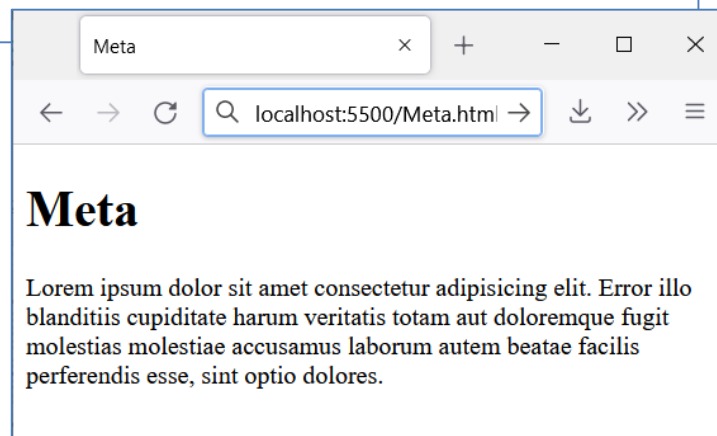 Meta
localhost:5500/Meta.html
Meta
Lorem ipsum dolor sit amet consectetur adipisicing elit. Error illo
blanditiis cupiditate harum veritatis totam aut doloremque fugit
molestias molestiae accusamus laborum autem beatae facilis
perferendis esse, sint optio dolores.